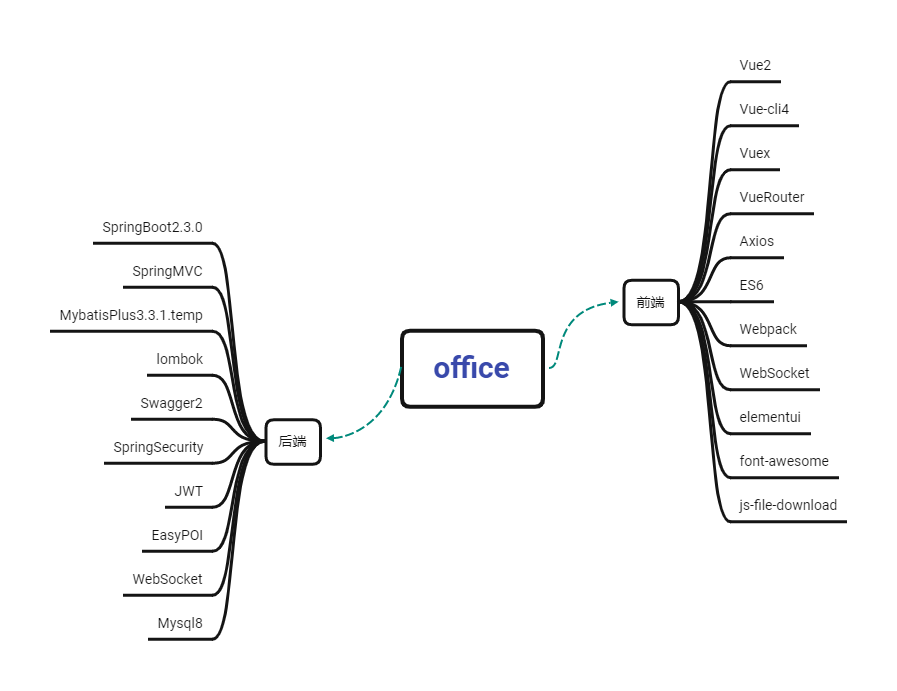 office
后端
SpringBoot2.3.0
SpringMVC
MybatisPlus3.3.1.temp
lombok
Swagger2
SpringSecurity
JWT
EasyPOI
WebSocket
Mysql8
前端
Vue2
Vue-cli4
Vuex
VueRouter
Axios
ES6
Webpack
WebSocket
elementui
font-awesome
js-file-download